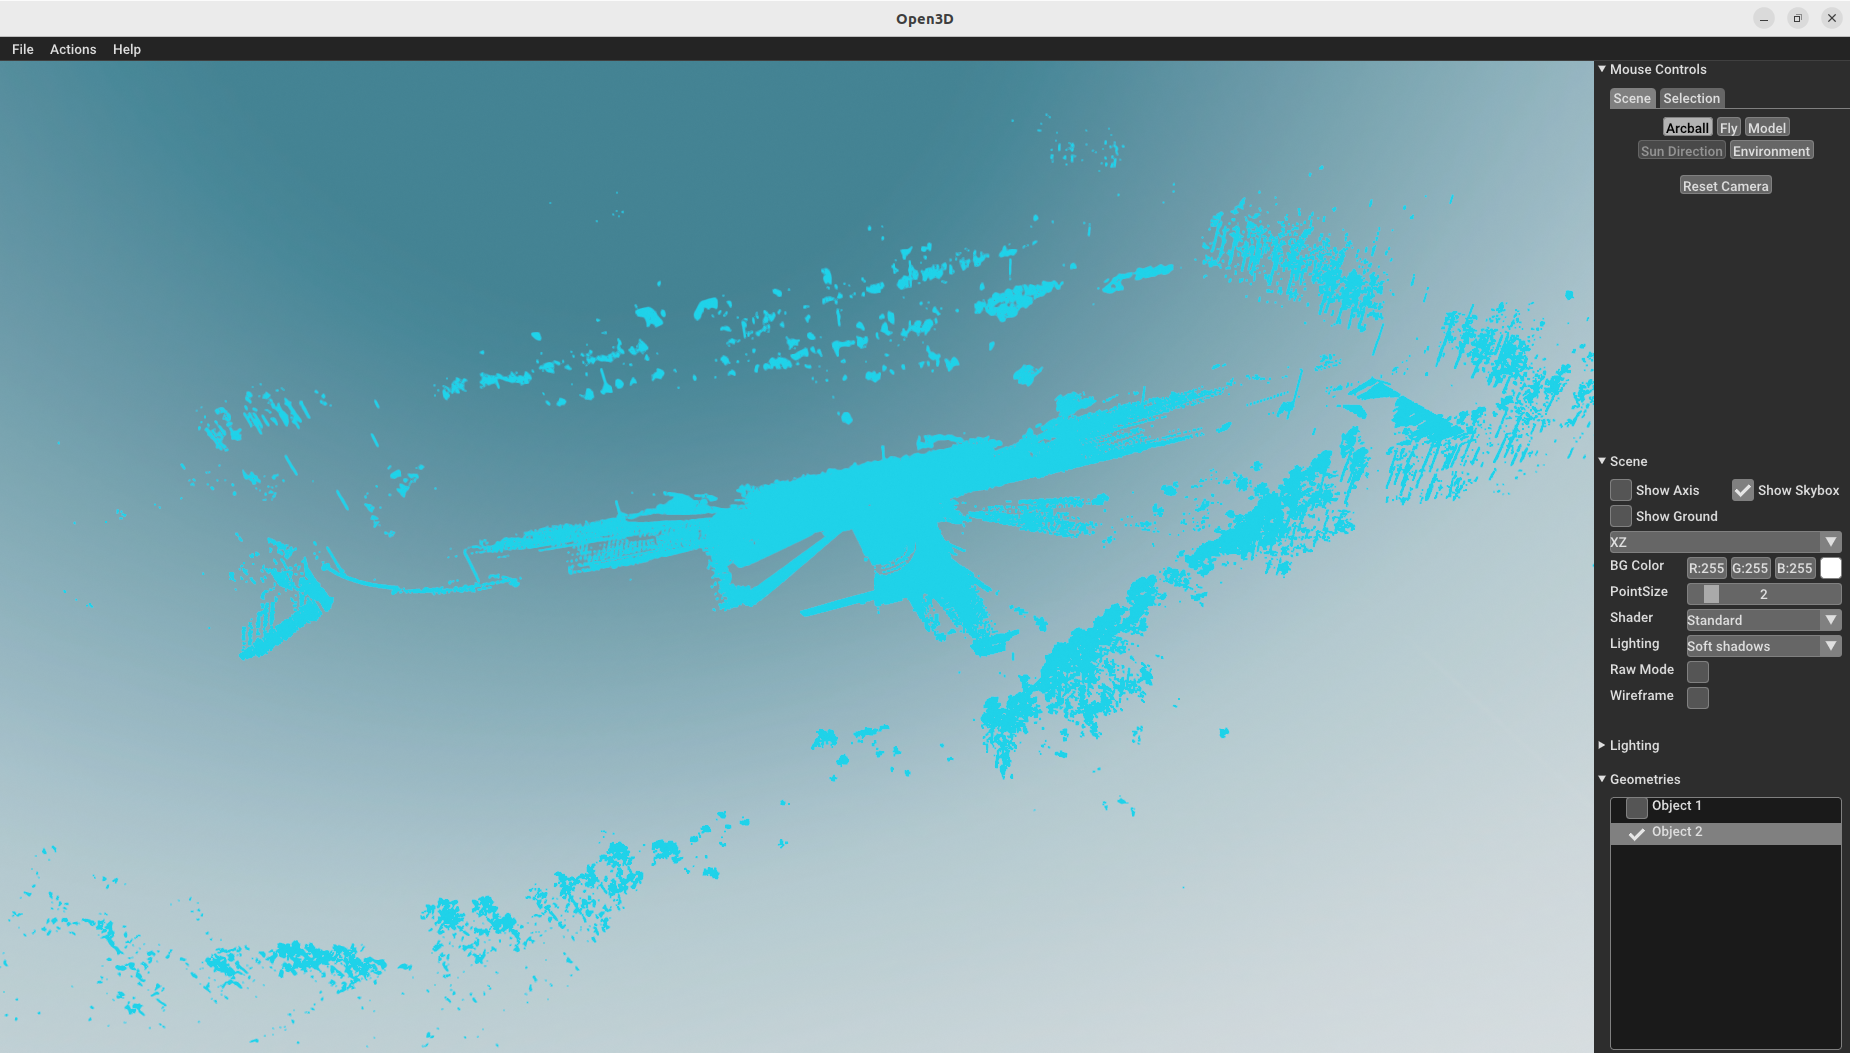 Open3D
File Actions Help
Mouse Controls
Scene Selection
Arcball Fly Model
Sun Direction Environment
Reset Camera
Scene
Show Axis Show Skybox
Show Ground
XZ
BG Color R:255 G:255 B:255
PointSize 2
Shader Standard
Lighting Soft shadows
Raw Mode
Wireframe
Lighting
Geometries
Object 1
Object 2